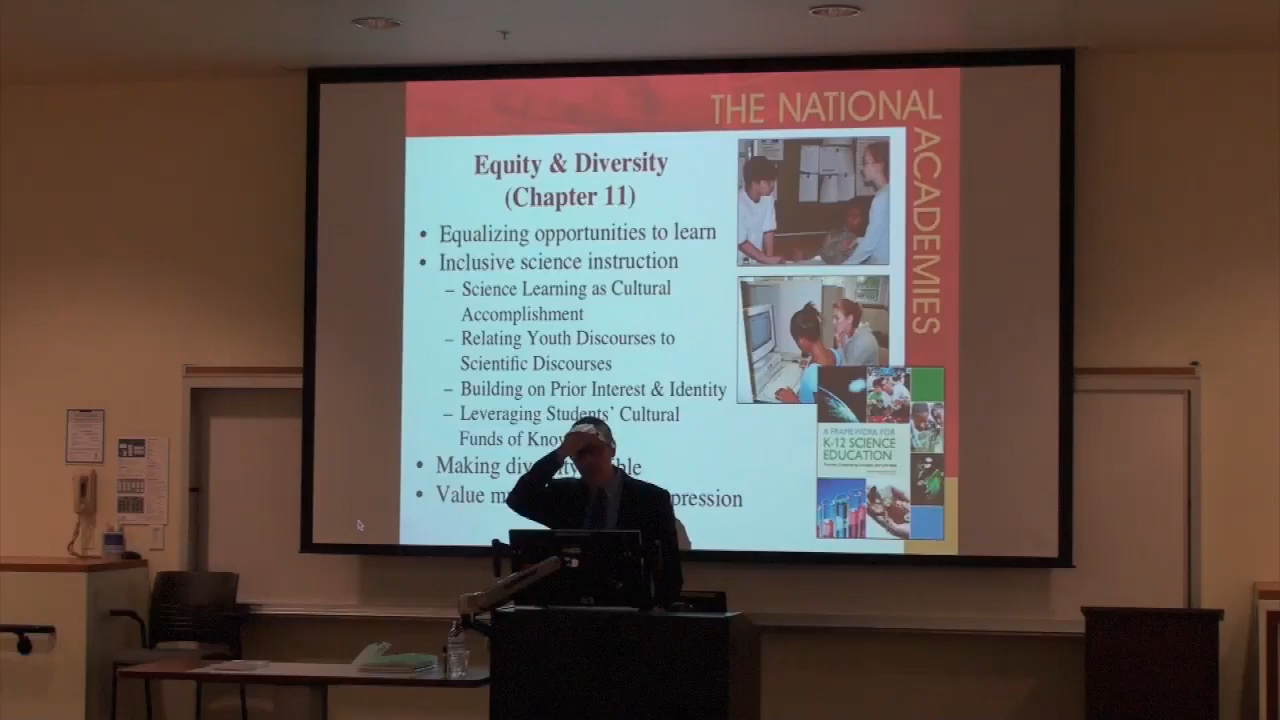 THE NATIONAL
ACADEMIES
Equity & Diversity
(Chapter 11)
• Equalizing opportunities to learn
• Inclusive science instruction
– Science Learning as Cultural
Accomplishment
– Relating Youth Discourses to
Scientific Discourses
– Building on Prior Interest & Identity
– Leveraging Students' Cultural
Funds of
• Making
• Value
A FRAMEWORK FOR
K-12 SCIENCE
EDUCATION